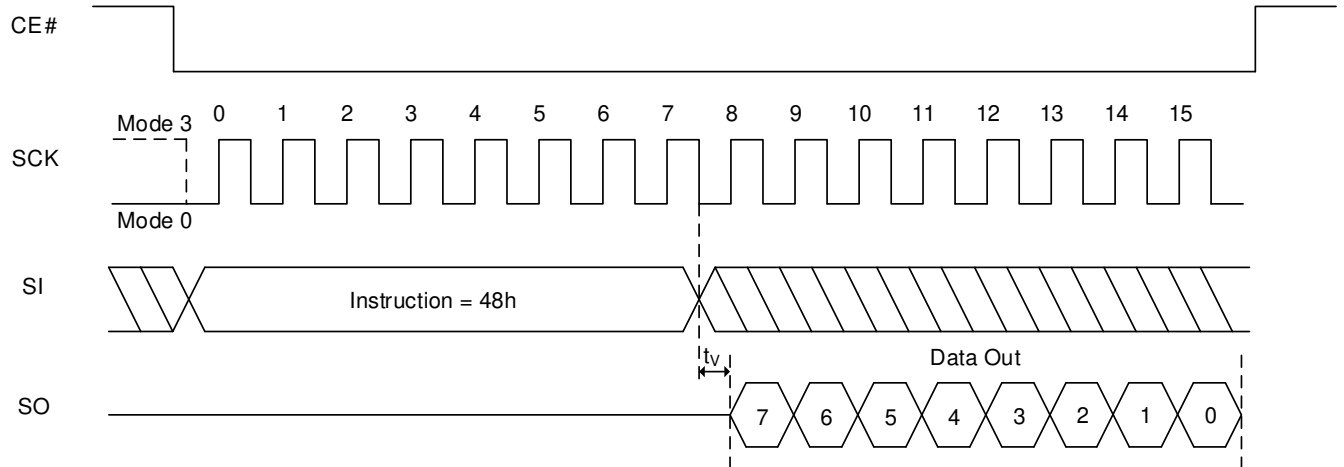 CE#
0 1 2 3 4 5 6 7 8 9 10 11 12 13 14 15
Mode 3
SCK
Mode 0
SI
Instruction = 48h
tV
Data Out
SO
7 6 5 4 3 2 1 0